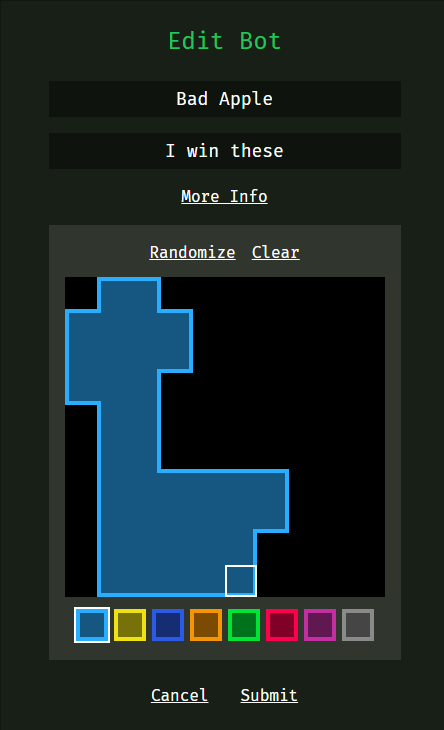 Edit Bot
Bad Apple
I win these
More Info
Randomize Clear
Cancel Submit